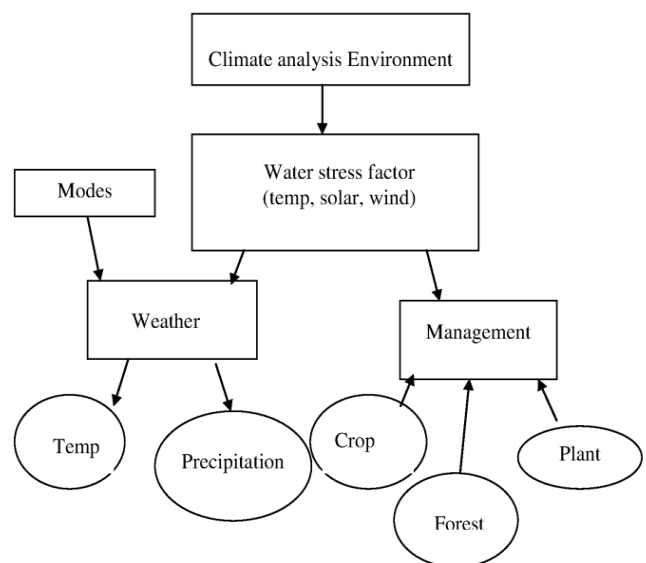 Climate analysis Environment
Water stress factor
(temp, solar, wind)
Modes
Weather
Management
Temp
Precipitation
Crop
Plant
Forest